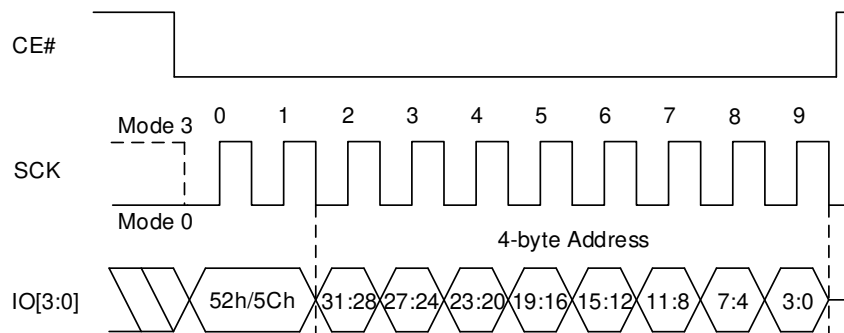 CE#
0 1 2 3 4 5 6 7 8 9
Mode 3
SCK
Mode 0
4-byte Address
IO[3:0] 52h/5Ch 31:28 27:24 23:20 19:16 15:12 11:8 7:4 3:0